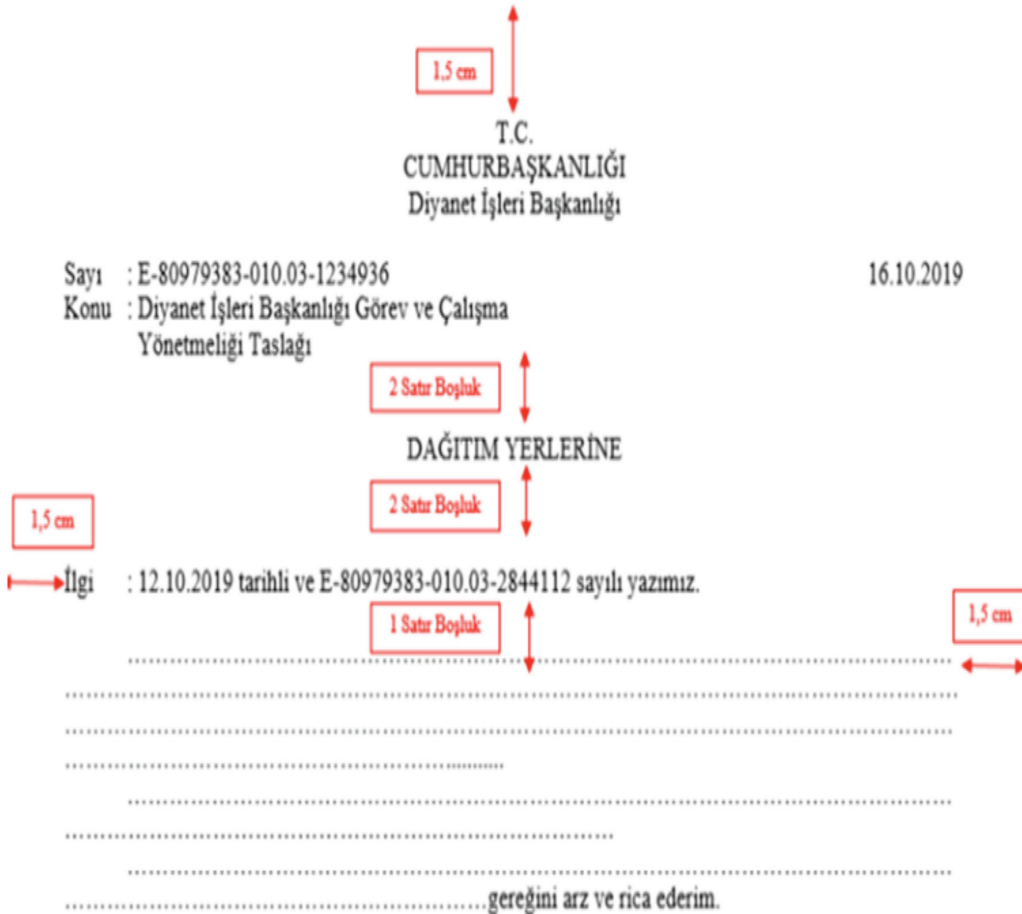 1,5 cm
T.C.
CUMHURBAŞKANLIĞI
Diyanet İşleri Başkanlığı
Sayı : E-80979383-010.03-1234936 16.10.2019
Konu : Diyanet İşleri Başkanlığı Görev ve Çalışma
Yönetmeliği Taslağı
2 Satır Boşluk
DAĞITIM YERLERİNE
2 Satır Boşluk
1,5 cm
İlgi : 12.10.2019 tarihli ve E-80979383-010.03-2844112 sayılı yazımız.
1 Satır Boşluk
1,5 cm
gereğini arz ve rica ederim.